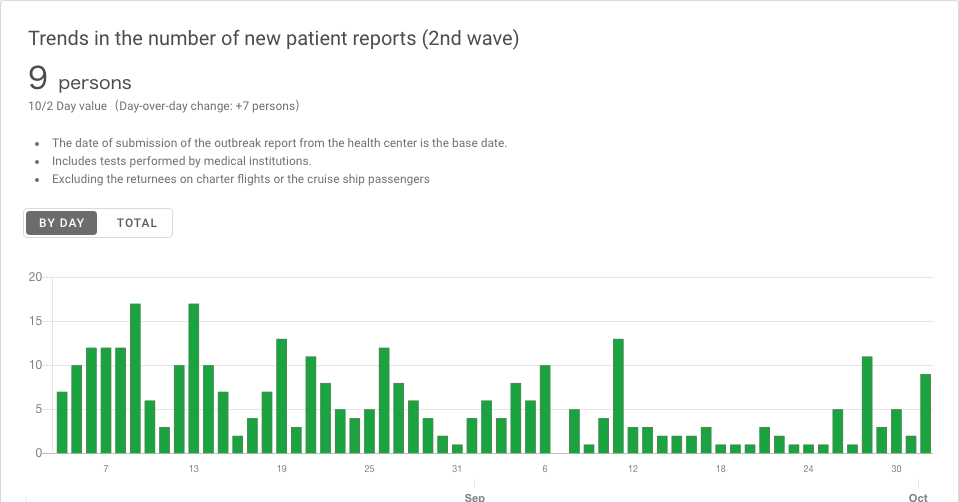 Trends in the number of new patient reports (2nd wave)
9 persons
10/2 Day value（Day-over-day change: +7 persons）
• The date of submission of the outbreak report from the health center is the base date.
• Includes tests performed by medical institutions.
• Excluding the returnees on charter flights or the cruise ship passengers
BY DAY TOTAL
20
15
10
5
0
7 13 19 25 31 6 12 18 24 30
Sep Oct